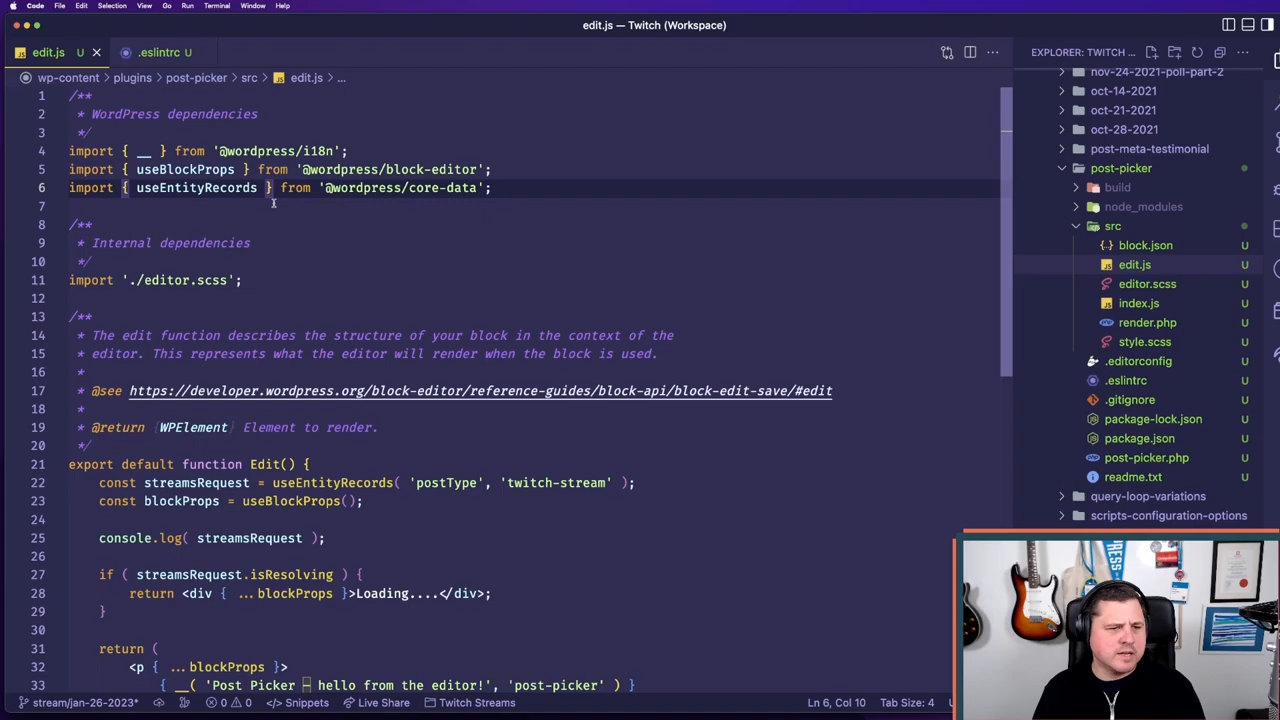 Code File Edit Selection View Go Run Terminal Window Help
edit.js — Twitch (Workspace)
edit.js U
.eslintrc U
wp-content > plugins > post-picker > src > edit.js > ...
1 /**
2 * WordPress dependencies
3 */
4 import { __ } from '@wordpress/i18n';
5 import { useBlockProps } from '@wordpress/block-editor';
6 import { useEntityRecords } from '@wordpress/core-data';
7
8 /**
9 * Internal dependencies
10 */
11 import './editor.scss';
12
13 /**
14 * The edit function describes the structure of your block in the context of the
15 * editor. This represents what the editor will render when the block is used.
16 *
17 * @see https://developer.wordpress.org/block-editor/reference-guides/block-api/block-edit-save/#edit
18 *
19 * @return {WPElement} Element to render.
20 */
21 export default function Edit() {
22 const streamsRequest = useEntityRecords( 'postType', 'twitch-stream' );
23 const blockProps = useBlockProps();
24
25 console.log( streamsRequest );
26
27 if ( streamsRequest.isResolving ) {
28 return <div { ...blockProps }>Loading....</div>;
29 }
30
31 return (
32 <p { ...blockProps }>
33 { __( 'Post Picker – hello from the editor!', 'post-picker' ) }
EXPLORER: TWITCH ...
nov-24-2021-poll-part-2
oct-14-2021
oct-21-2021
oct-28-2021
post-meta-testimonial
post-picker
build
node_modules
src
block.json U
edit.js U
editor.scss U
index.js U
render.php U
style.scss U
.editorconfig U
.eslintrc U
.gitignore U
package-lock.json U
package.json U
post-picker.php U
readme.txt U
query-loop-variations
scripts-configuration-options
stream/jan-26-2023* 0 0 </> Snippets Live Share Twitch Streams Ln 6, Col 10 Tab Size: 4